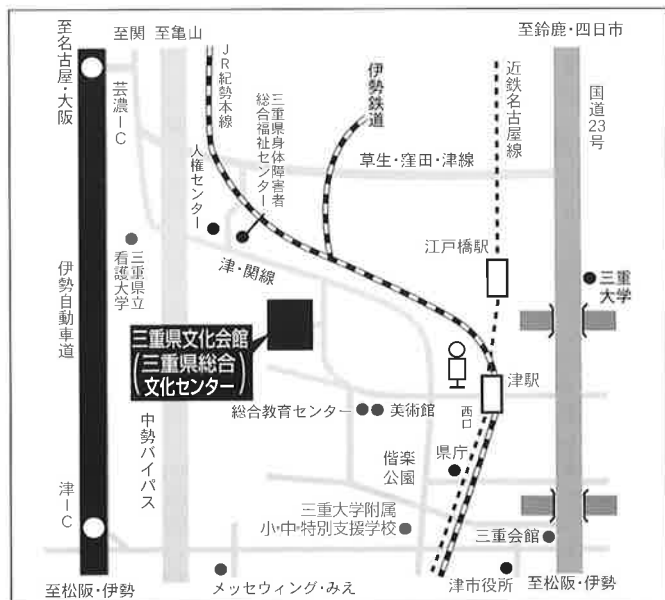 至関
至亀山
至鈴鹿・四日市
至名古屋・大阪
芸濃IC
JR紀勢本線
三重県身体障害者
総合福祉センター
人権センター
伊勢鉄道
近鉄名古屋線
国道23号
草生・窪田・津線
江戸橋駅
三重県立
看護大学
津・関線
三重
大学
伊勢自動車道
三重県文化会館
(三重県総合
文化センター)
津駅
西口
中勢バイパス
総合教育センター
美術館
県庁
偕楽
公園
津IC
三重大学附属
小・中・特別支援学校
三重会館
至松阪・伊勢
メッセウィング・みえ
津市役所
至松阪・伊勢